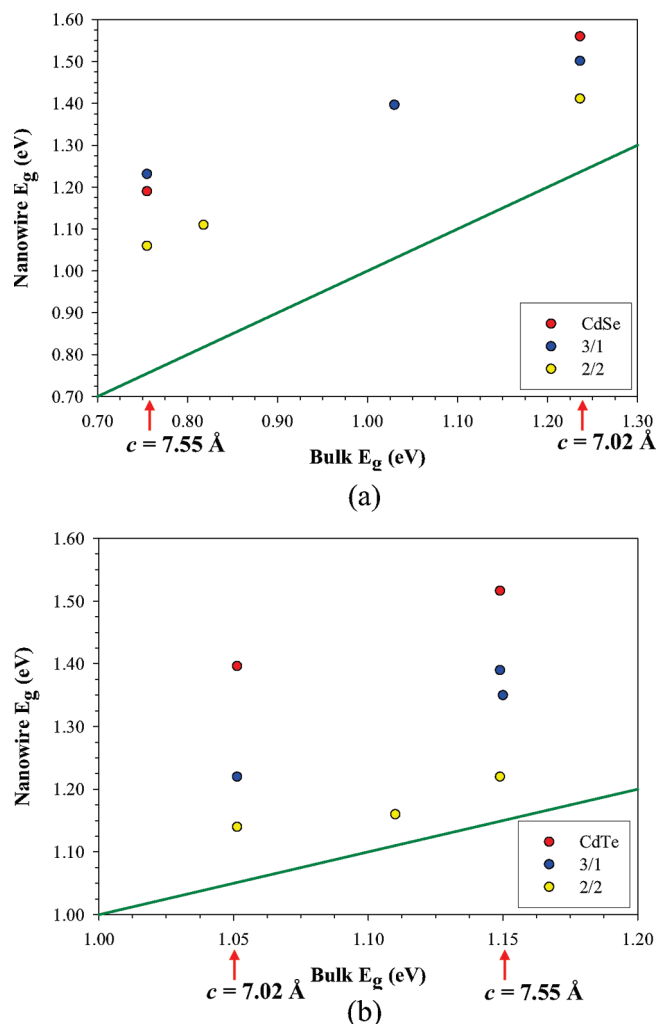 1.60
1.50
1.40
1.30
1.20
1.10
1.00
0.90
0.80
0.70
Nanowire Eg (eV)
CdSe
3/1
2/2
0.70 0.80 0.90 1.00 1.10 1.20 1.30
c = 7.55 Å
Bulk Eg (eV)
c = 7.02 Å
(a)
1.60
1.50
1.40
1.30
1.20
1.10
1.00
Nanowire Eg (eV)
CdTe
3/1
2/2
1.00 1.05 1.10 1.15 1.20
c = 7.02 Å
Bulk Eg (eV)
c = 7.55 Å
(b)